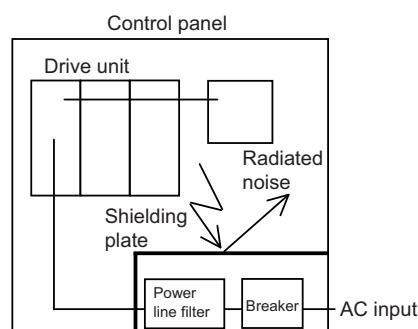 Control panel
Drive unit
Radiated
noise
Shielding
plate
Power
line filter
Breaker
AC input